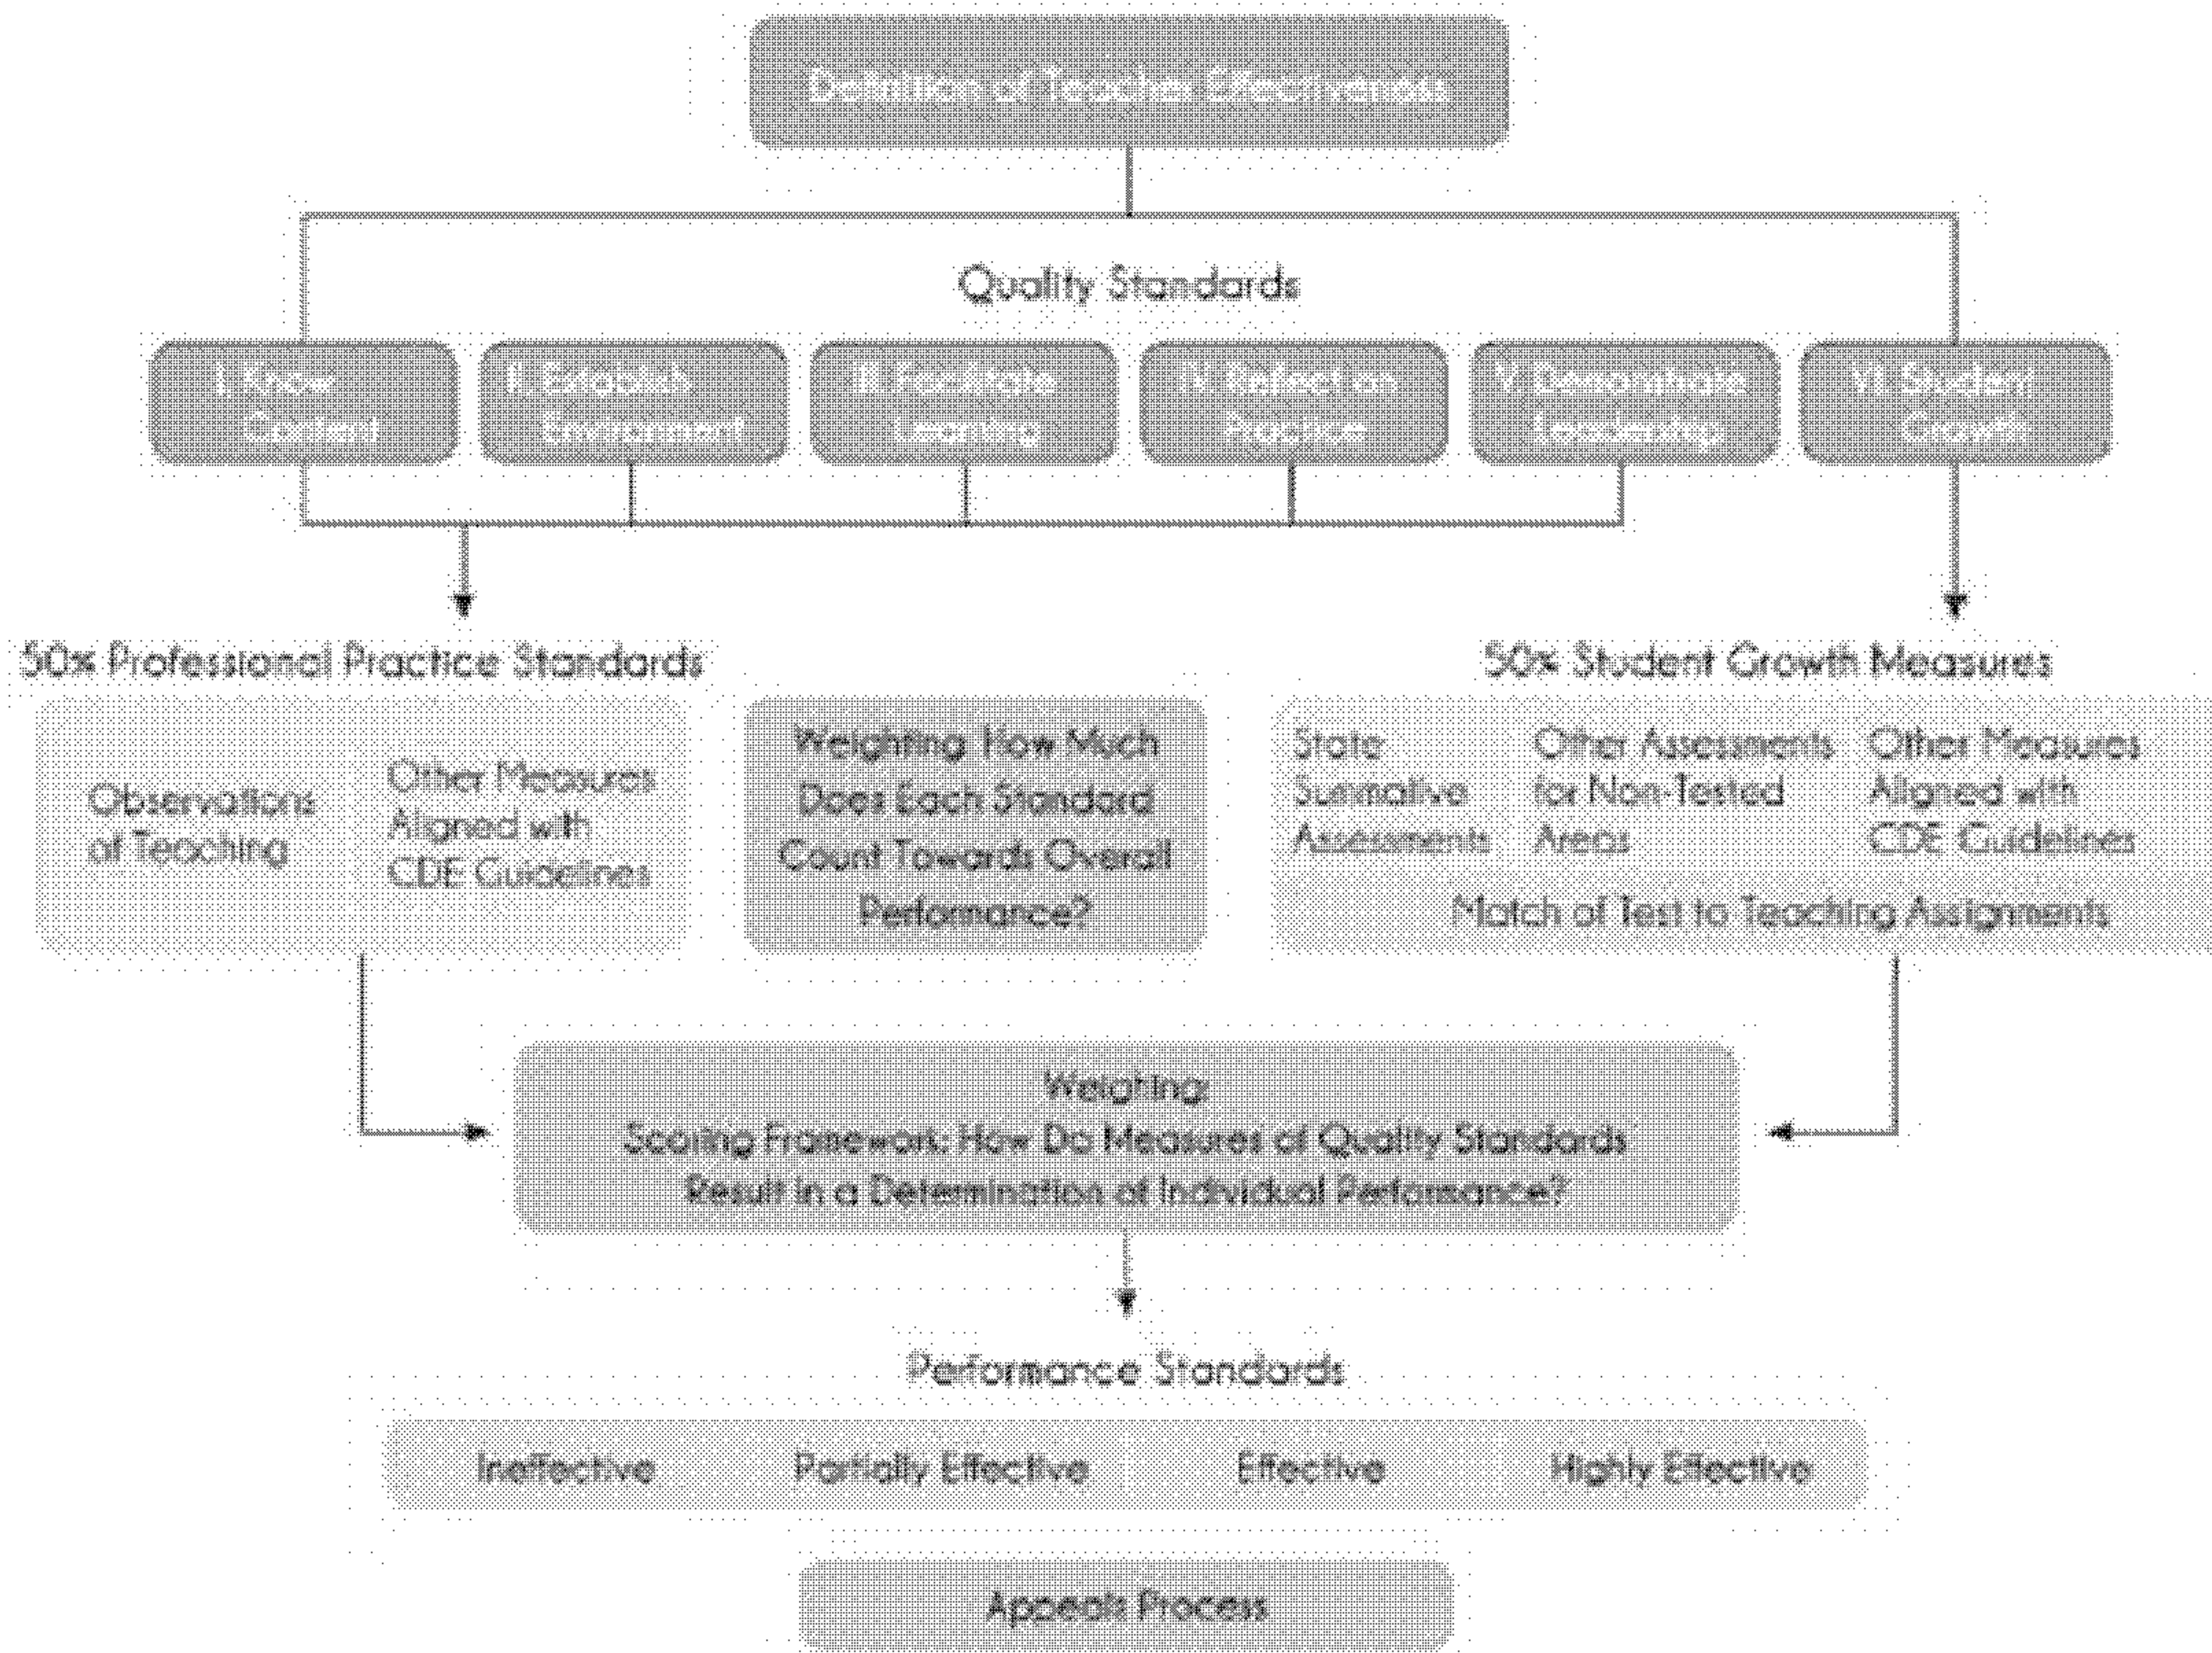 Definition of Teacher Effectiveness
Quality Standards
I. Know
Content
II. Establish
Environment
III. Facilitate
Learning
IV. Reflect on
Practice
V. Demonstrate
Leadership
VI. Student
Growth
50% Professional Practice Standards
Observations
of Teaching
Other Measures
Aligned with
CDE Guidelines
Weighting: How Much
Does Each Standard
Count Towards Overall
Performance?
50% Student Growth Measures
State
Summative
Assessments
Other Assessments
for Non-Tested
Areas
Other Measures
Aligned with
CDE Guidelines
Match of Test to Teaching Assignments
Weighing:
Scoring Framework: How Do Measures of Quality Standards
Result in a Determination of Individual Performance?
Performance Standards
Ineffective
Partially Effective
Effective
Highly Effective
Appeals Process